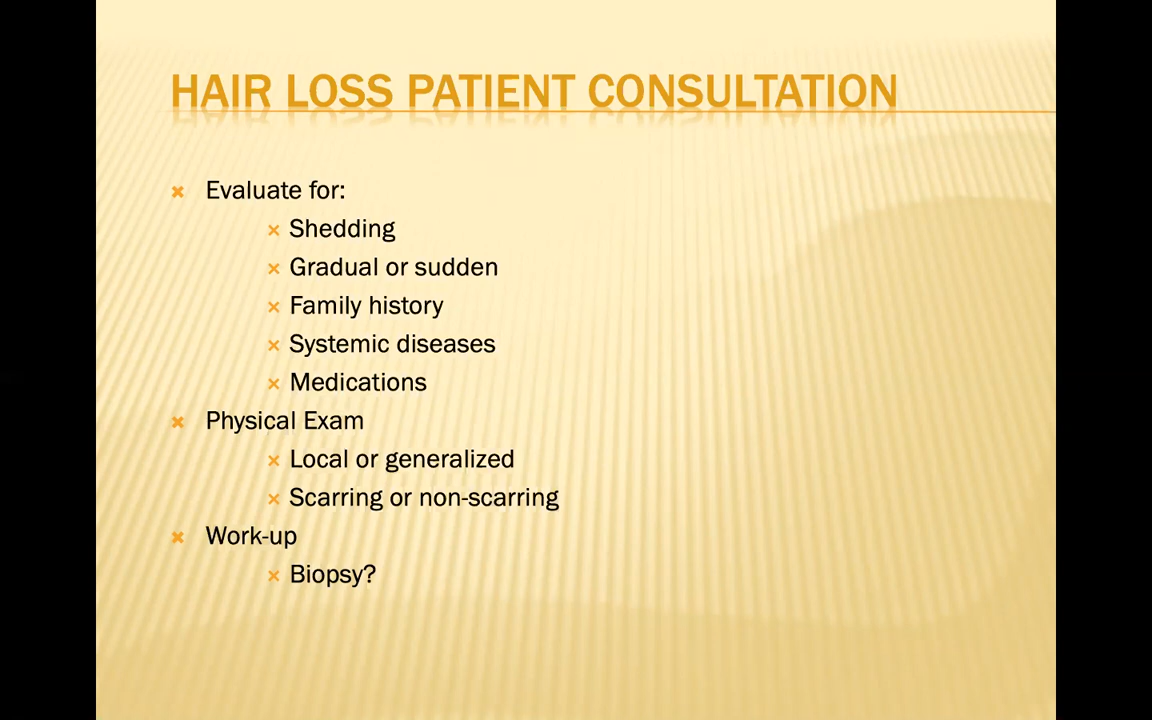 HAIR LOSS PATIENT CONSULTATION
Evaluate for:
Shedding
Gradual or sudden
Family history
Systemic diseases
Medications
Physical Exam
Local or generalized
Scarring or non-scarring
Work-up
Biopsy?